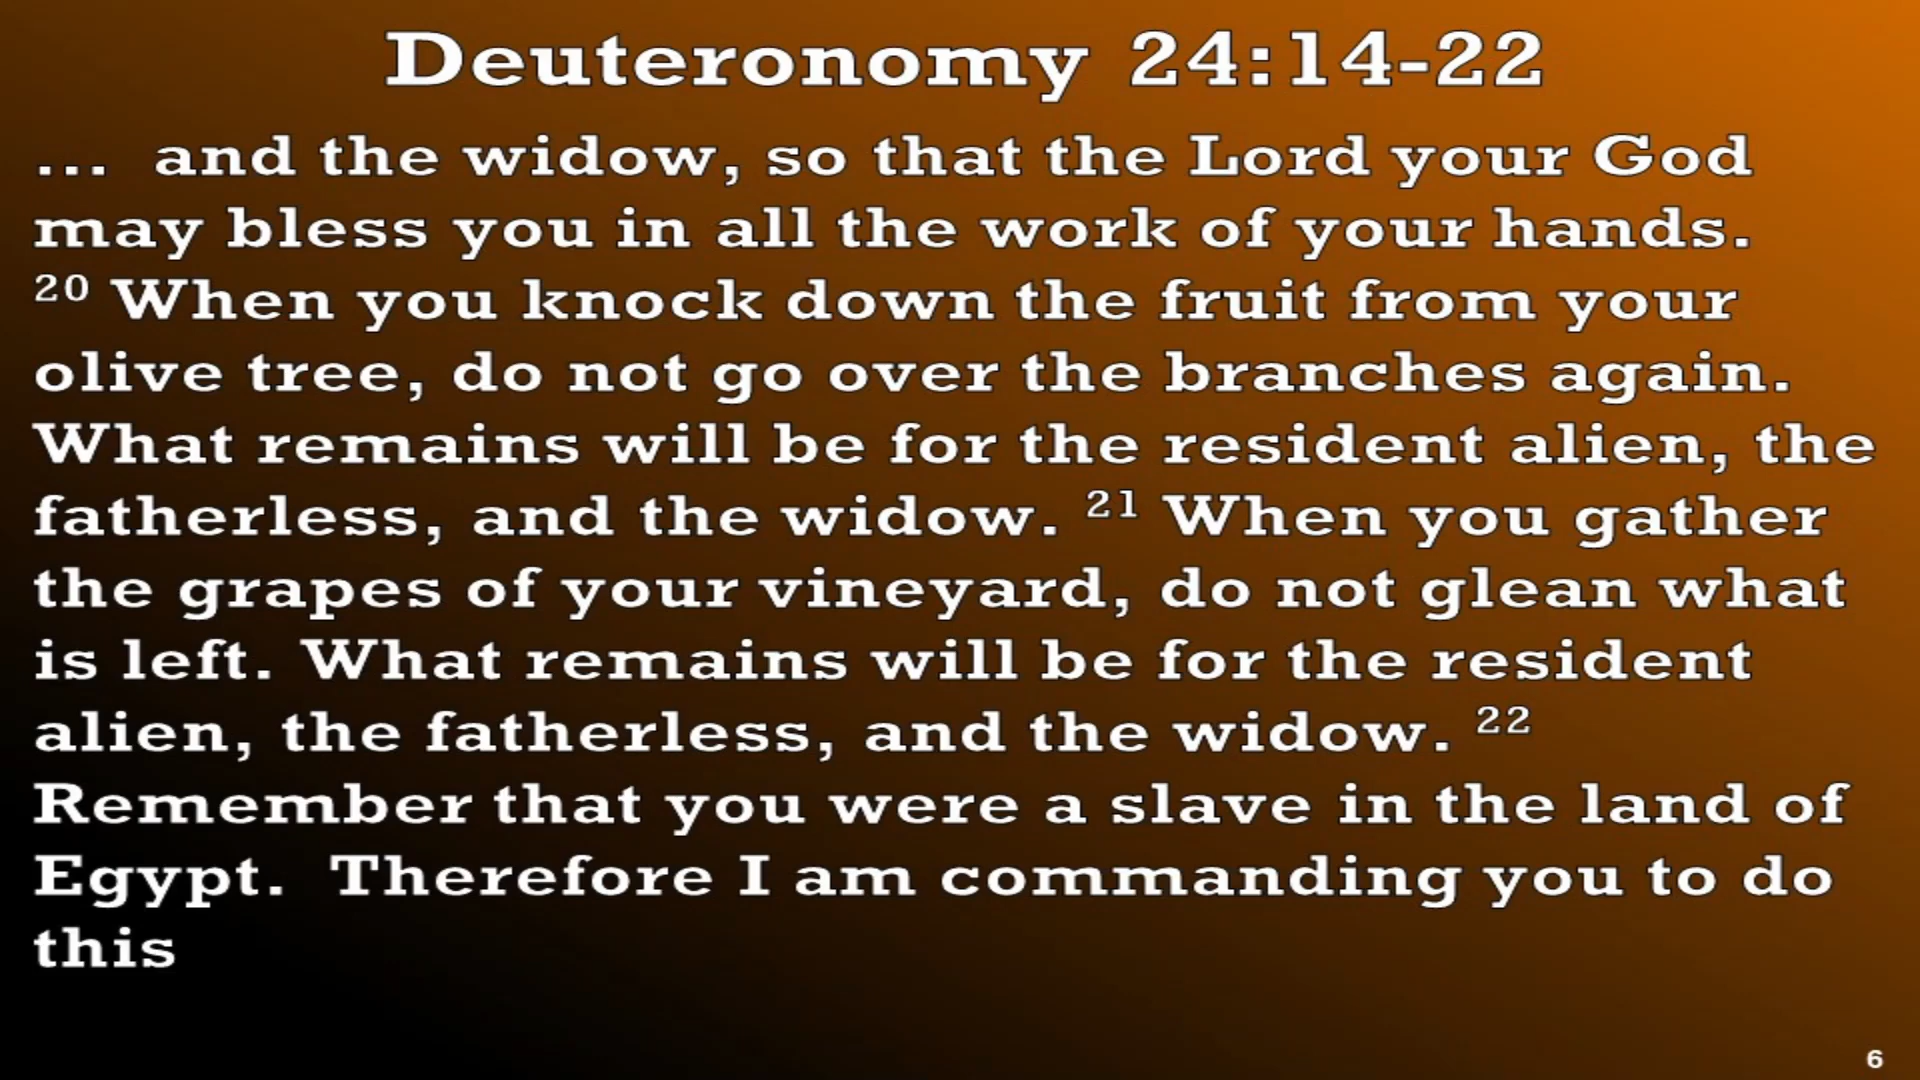 Deuteronomy 24:14-22
... and the widow, so that the Lord your God
may bless you in all the work of your hands.
20 When you knock down the fruit from your
olive tree, do not go over the branches again.
What remains will be for the resident alien, the
fatherless, and the widow. 21 When you gather
the grapes of your vineyard, do not glean what
is left. What remains will be for the resident
alien, the fatherless, and the widow. 22
Remember that you were a slave in the land of
Egypt. Therefore I am commanding you to do
this
6